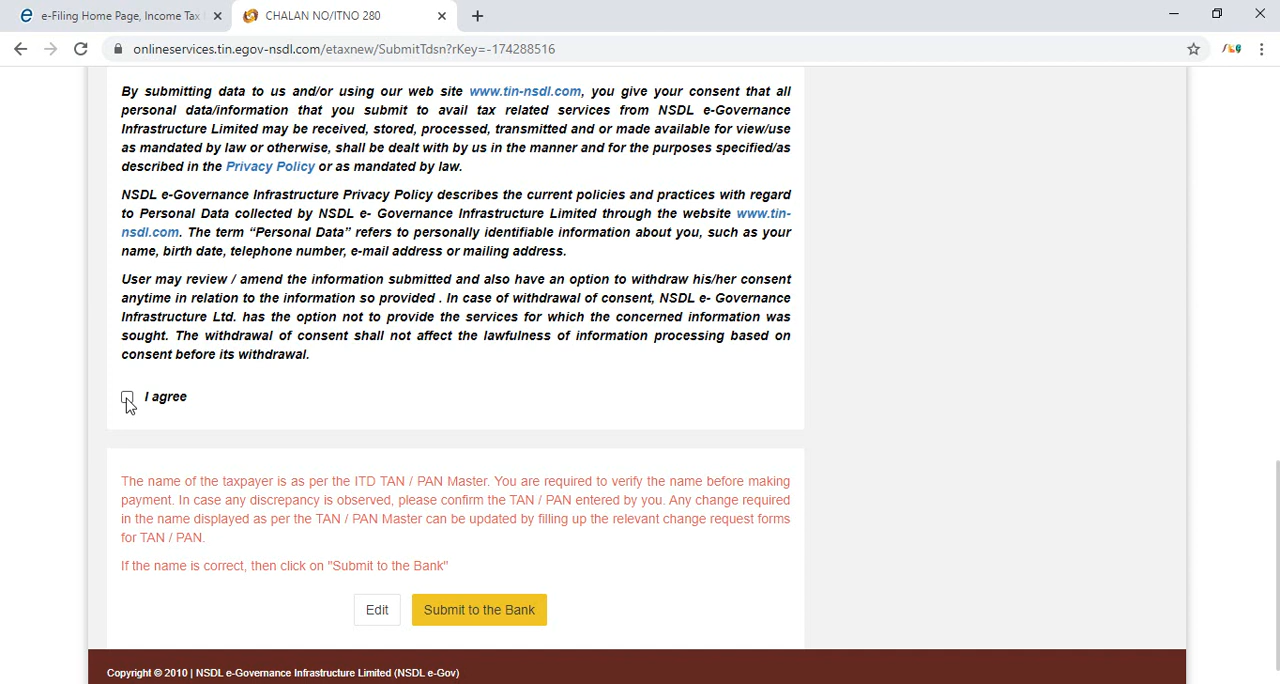 e-Filing Home Page, Income Tax
CHALAN NO/ITNO 280
onlineservices.tin.egov-nsdl.com/etaxnew/SubmitTdsn?rKey=-174288516
By submitting data to us and/or using our web site www.tin-nsdl.com, you give your consent that all
personal data/information that you submit to avail tax related services from NSDL e-Governance
Infrastructure Limited may be received, stored, processed, transmitted and or made available for view/use
as mandated by law or otherwise, shall be dealt with by us in the manner and for the purposes specified/as
described in the Privacy Policy or as mandated by law.
NSDL e-Governance Infrastructure Privacy Policy describes the current policies and practices with regard
to Personal Data collected by NSDL e- Governance Infrastructure Limited through the website www.tin-
nsdl.com. The term “Personal Data” refers to personally identifiable information about you, such as your
name, birth date, telephone number, e-mail address or mailing address.
User may review / amend the information submitted and also have an option to withdraw his/her consent
anytime in relation to the information so provided . In case of withdrawal of consent, NSDL e- Governance
Infrastructure Ltd. has the option not to provide the services for which the concerned information was
sought. The withdrawal of consent shall not affect the lawfulness of information processing based on
consent before its withdrawal.
I agree
The name of the taxpayer is as per the ITD TAN / PAN Master. You are required to verify the name before making
payment. In case any discrepancy is observed, please confirm the TAN / PAN entered by you. Any change required
in the name displayed as per the TAN / PAN Master can be updated by filling up the relevant change request forms
for TAN / PAN.
If the name is correct, then click on "Submit to the Bank"
Edit
Submit to the Bank
Copyright © 2010 | NSDL e-Governance Infrastructure Limited (NSDL e-Gov)